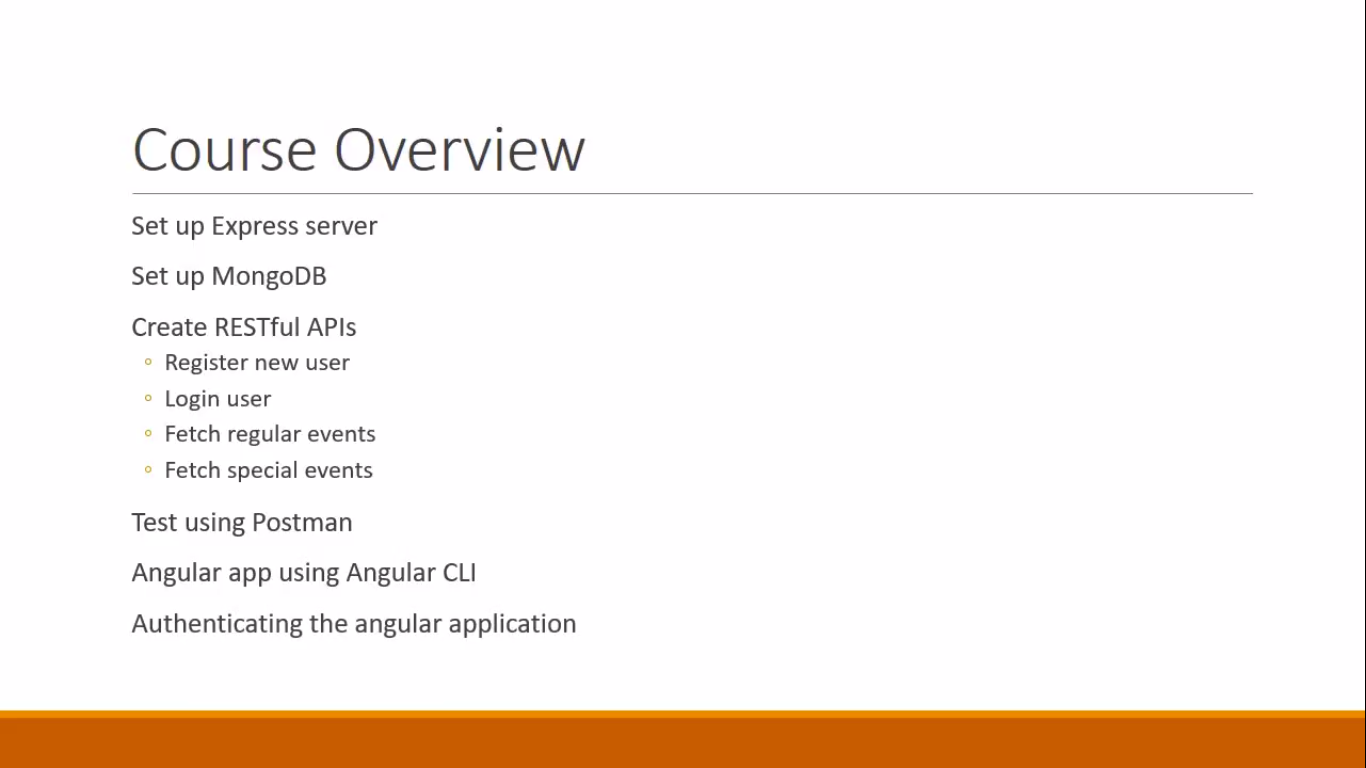 Course Overview
Set up Express server
Set up MongoDB
Create RESTful APIs
◦ Register new user
◦ Login user
◦ Fetch regular events
◦ Fetch special events
Test using Postman
Angular app using Angular CLI
Authenticating the angular application